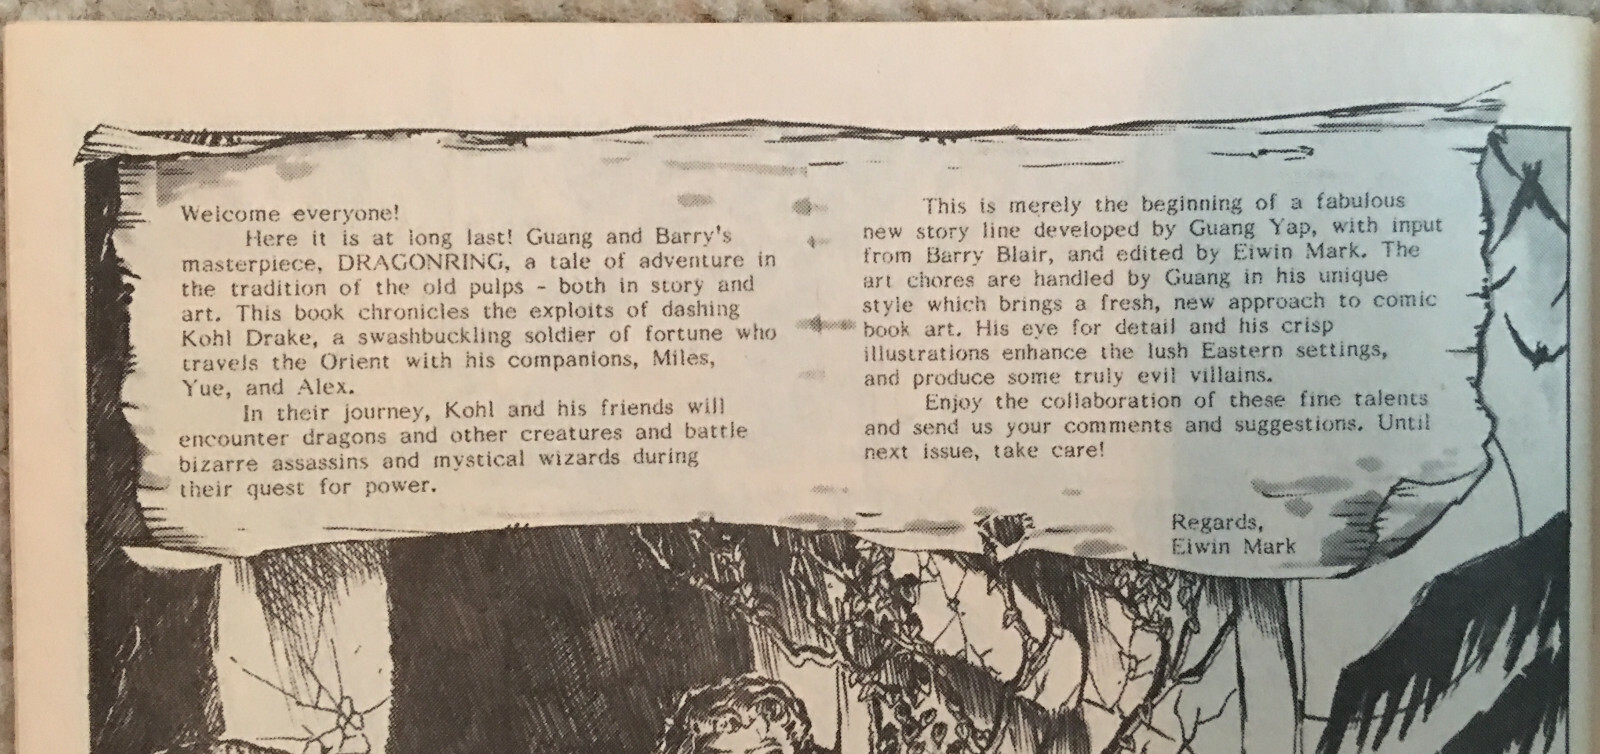 Welcome everyone!
Here it is at long last! Guang and Barry's
masterpiece, DRAGONRING, a tale of adventure in
the tradition of the old pulps - both in story and
art. This book chronicles the exploits of dashing
Kohl Drake, a swashbuckling soldier of fortune who
travels the Orient with his companions, Miles,
Yue, and Alex.
In their journey, Kohl and his friends will
encounter dragons and other creatures and battle
bizarre assassins and mystical wizards during
their quest for power.
This is merely the beginning of a fabulous
new story line developed by Guang Yap, with input
from Barry Blair, and edited by Eiwin Mark. The
art chores are handled by Guang in his unique
style which brings a fresh, new approach to comic
book art. His eye for detail and his crisp
illustrations enhance the lush Eastern settings,
and produce some truly evil villains.
Enjoy the collaboration of these fine talents
and send us your comments and suggestions. Until
next issue, take care!
Regards,
Eiwin Mark